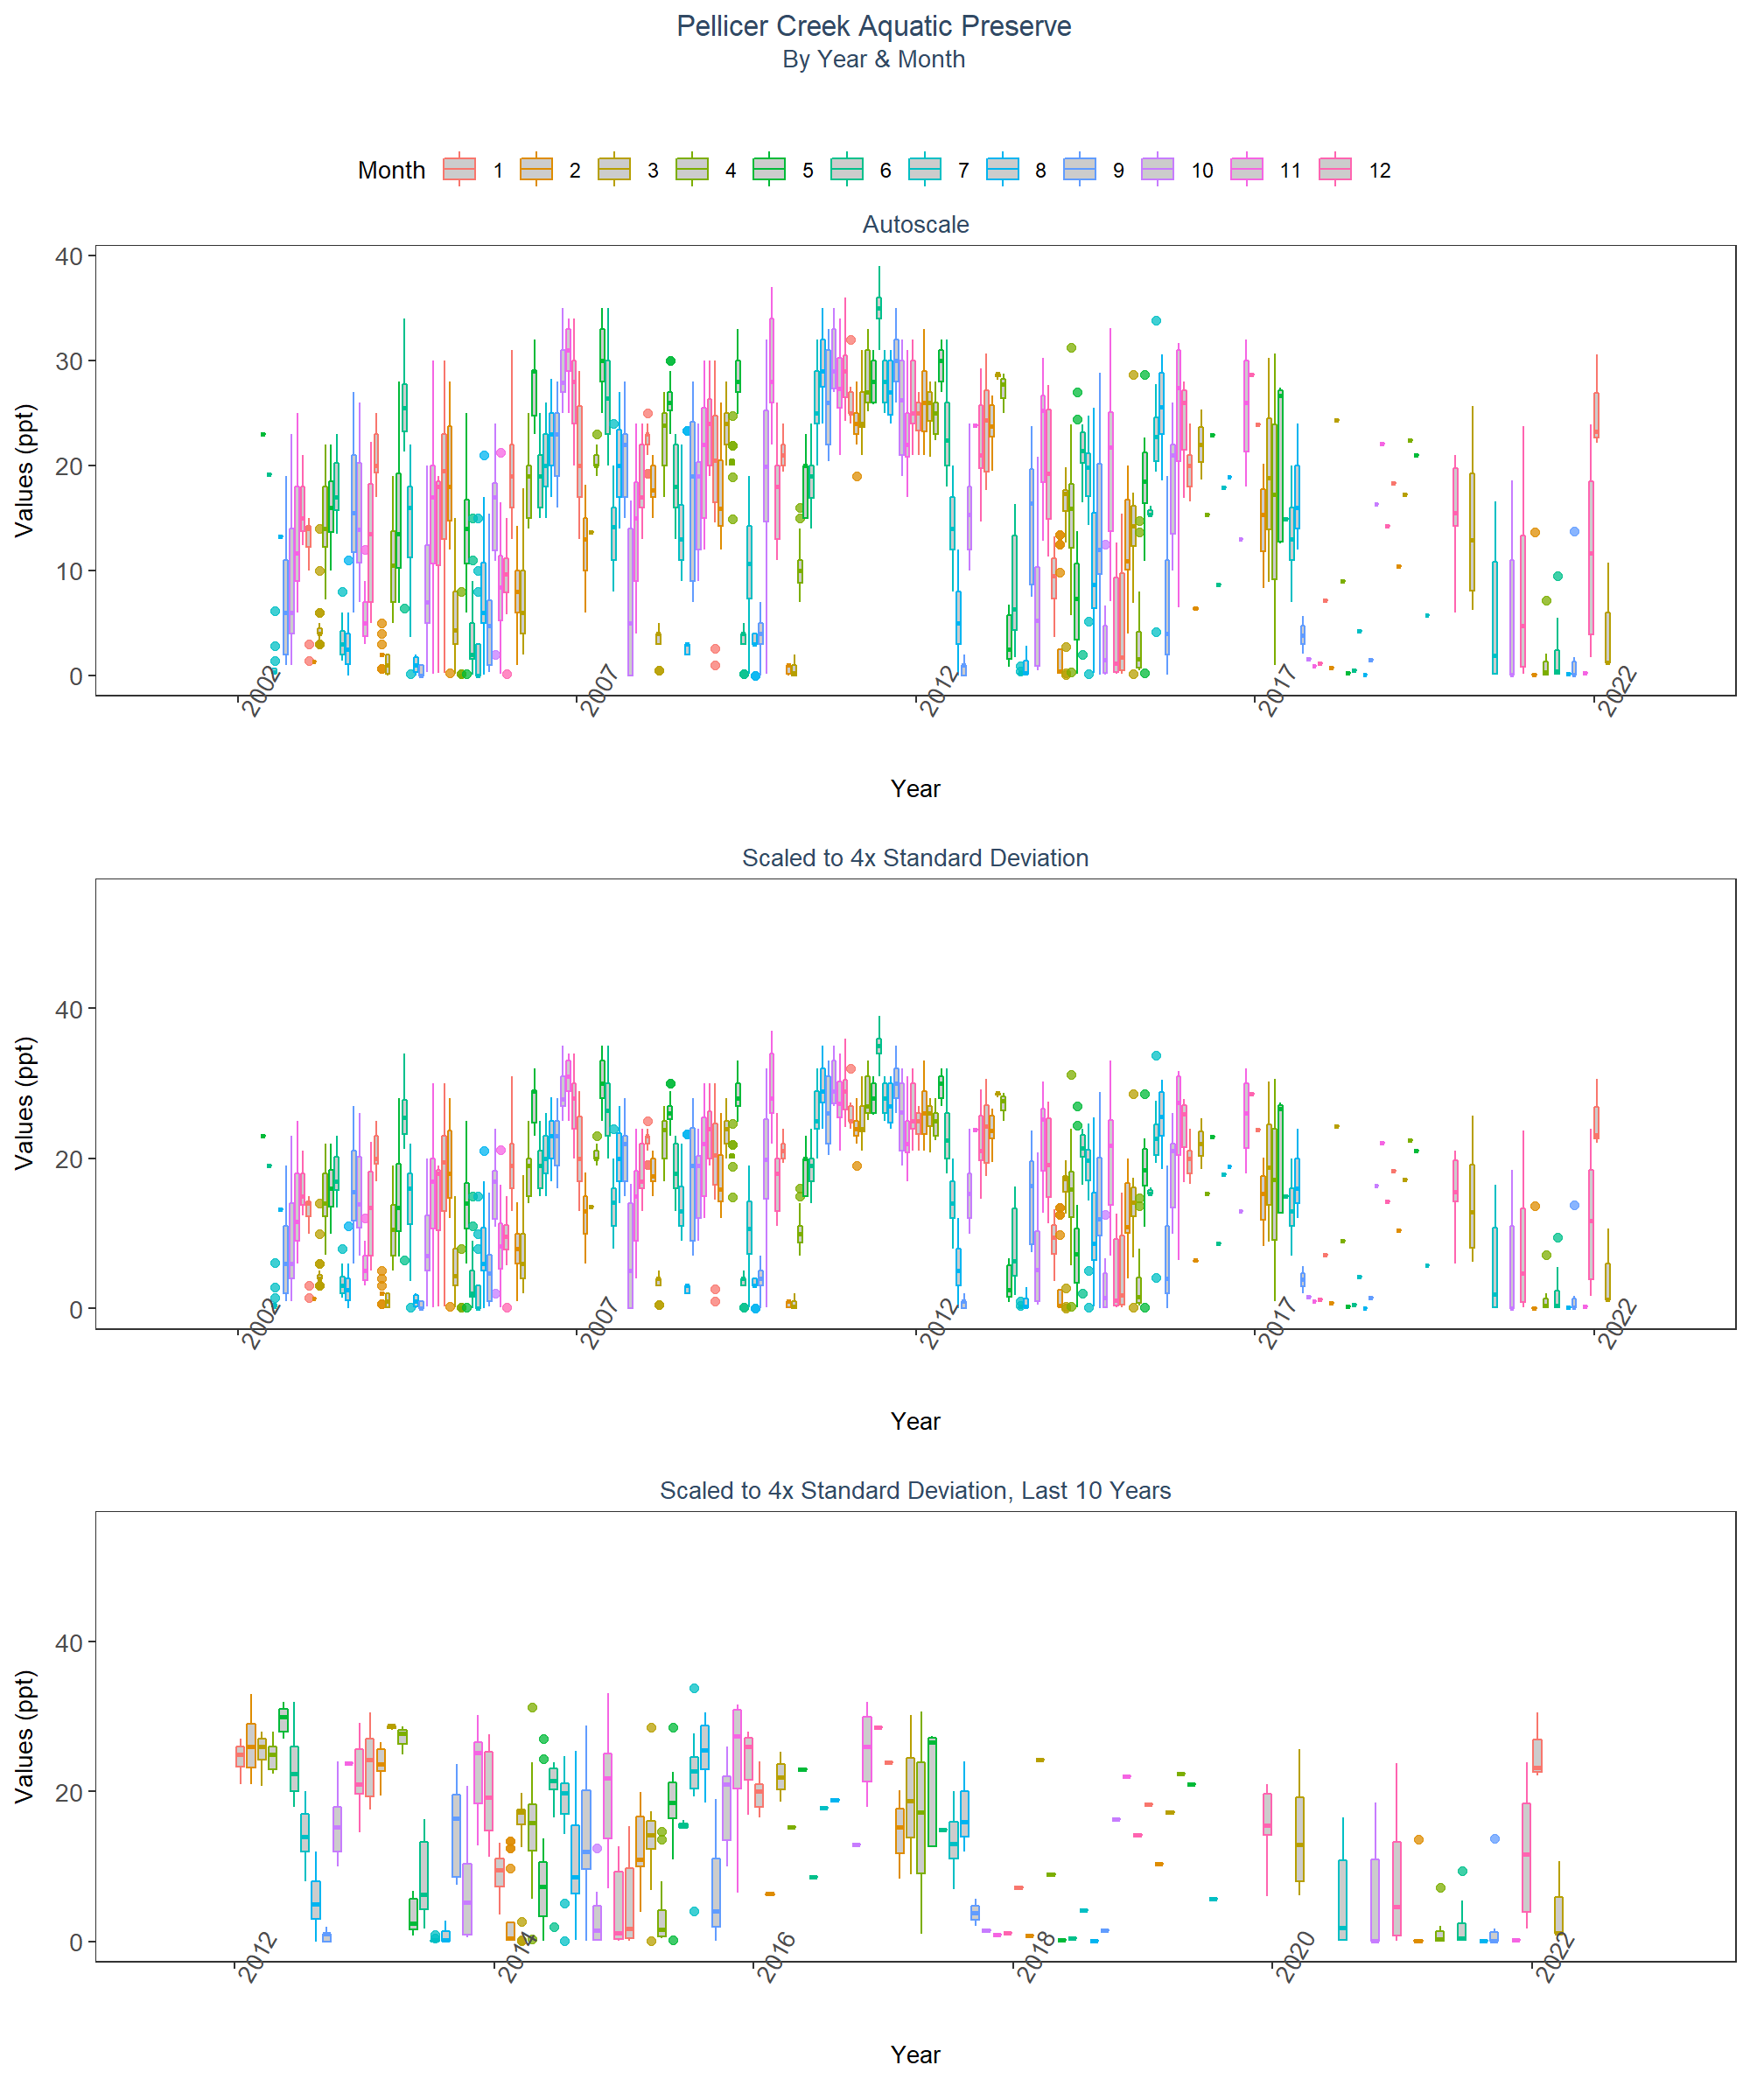 Pellicer Creek Aquatic Preserve
By Year & Month
Month 1 2 3 4 5 6 7 8 9 10 11 12
Autoscale
Values (ppt)
40
30
20
10
0
2002 2007 2012 2017 2022
Year
Scaled to 4x Standard Deviation
Values (ppt)
40
20
0
2002 2007 2012 2017 2022
Year
Scaled to 4x Standard Deviation, Last 10 Years
Values (ppt)
40
20
0
2012 2014 2016 2018 2020 2022
Year